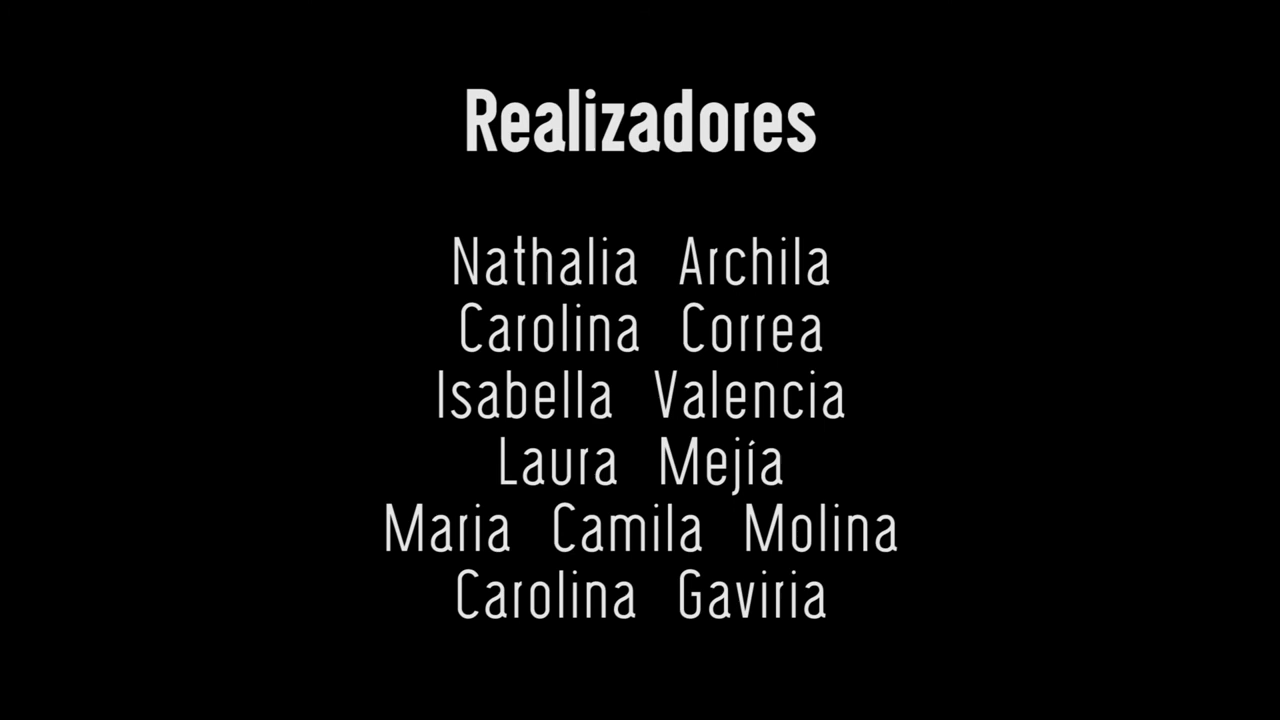 Realizadores
Nathalia Archila
Carolina Correa
Isabella Valencia
Laura Mejía
Maria Camila Molina
Carolina Gaviria